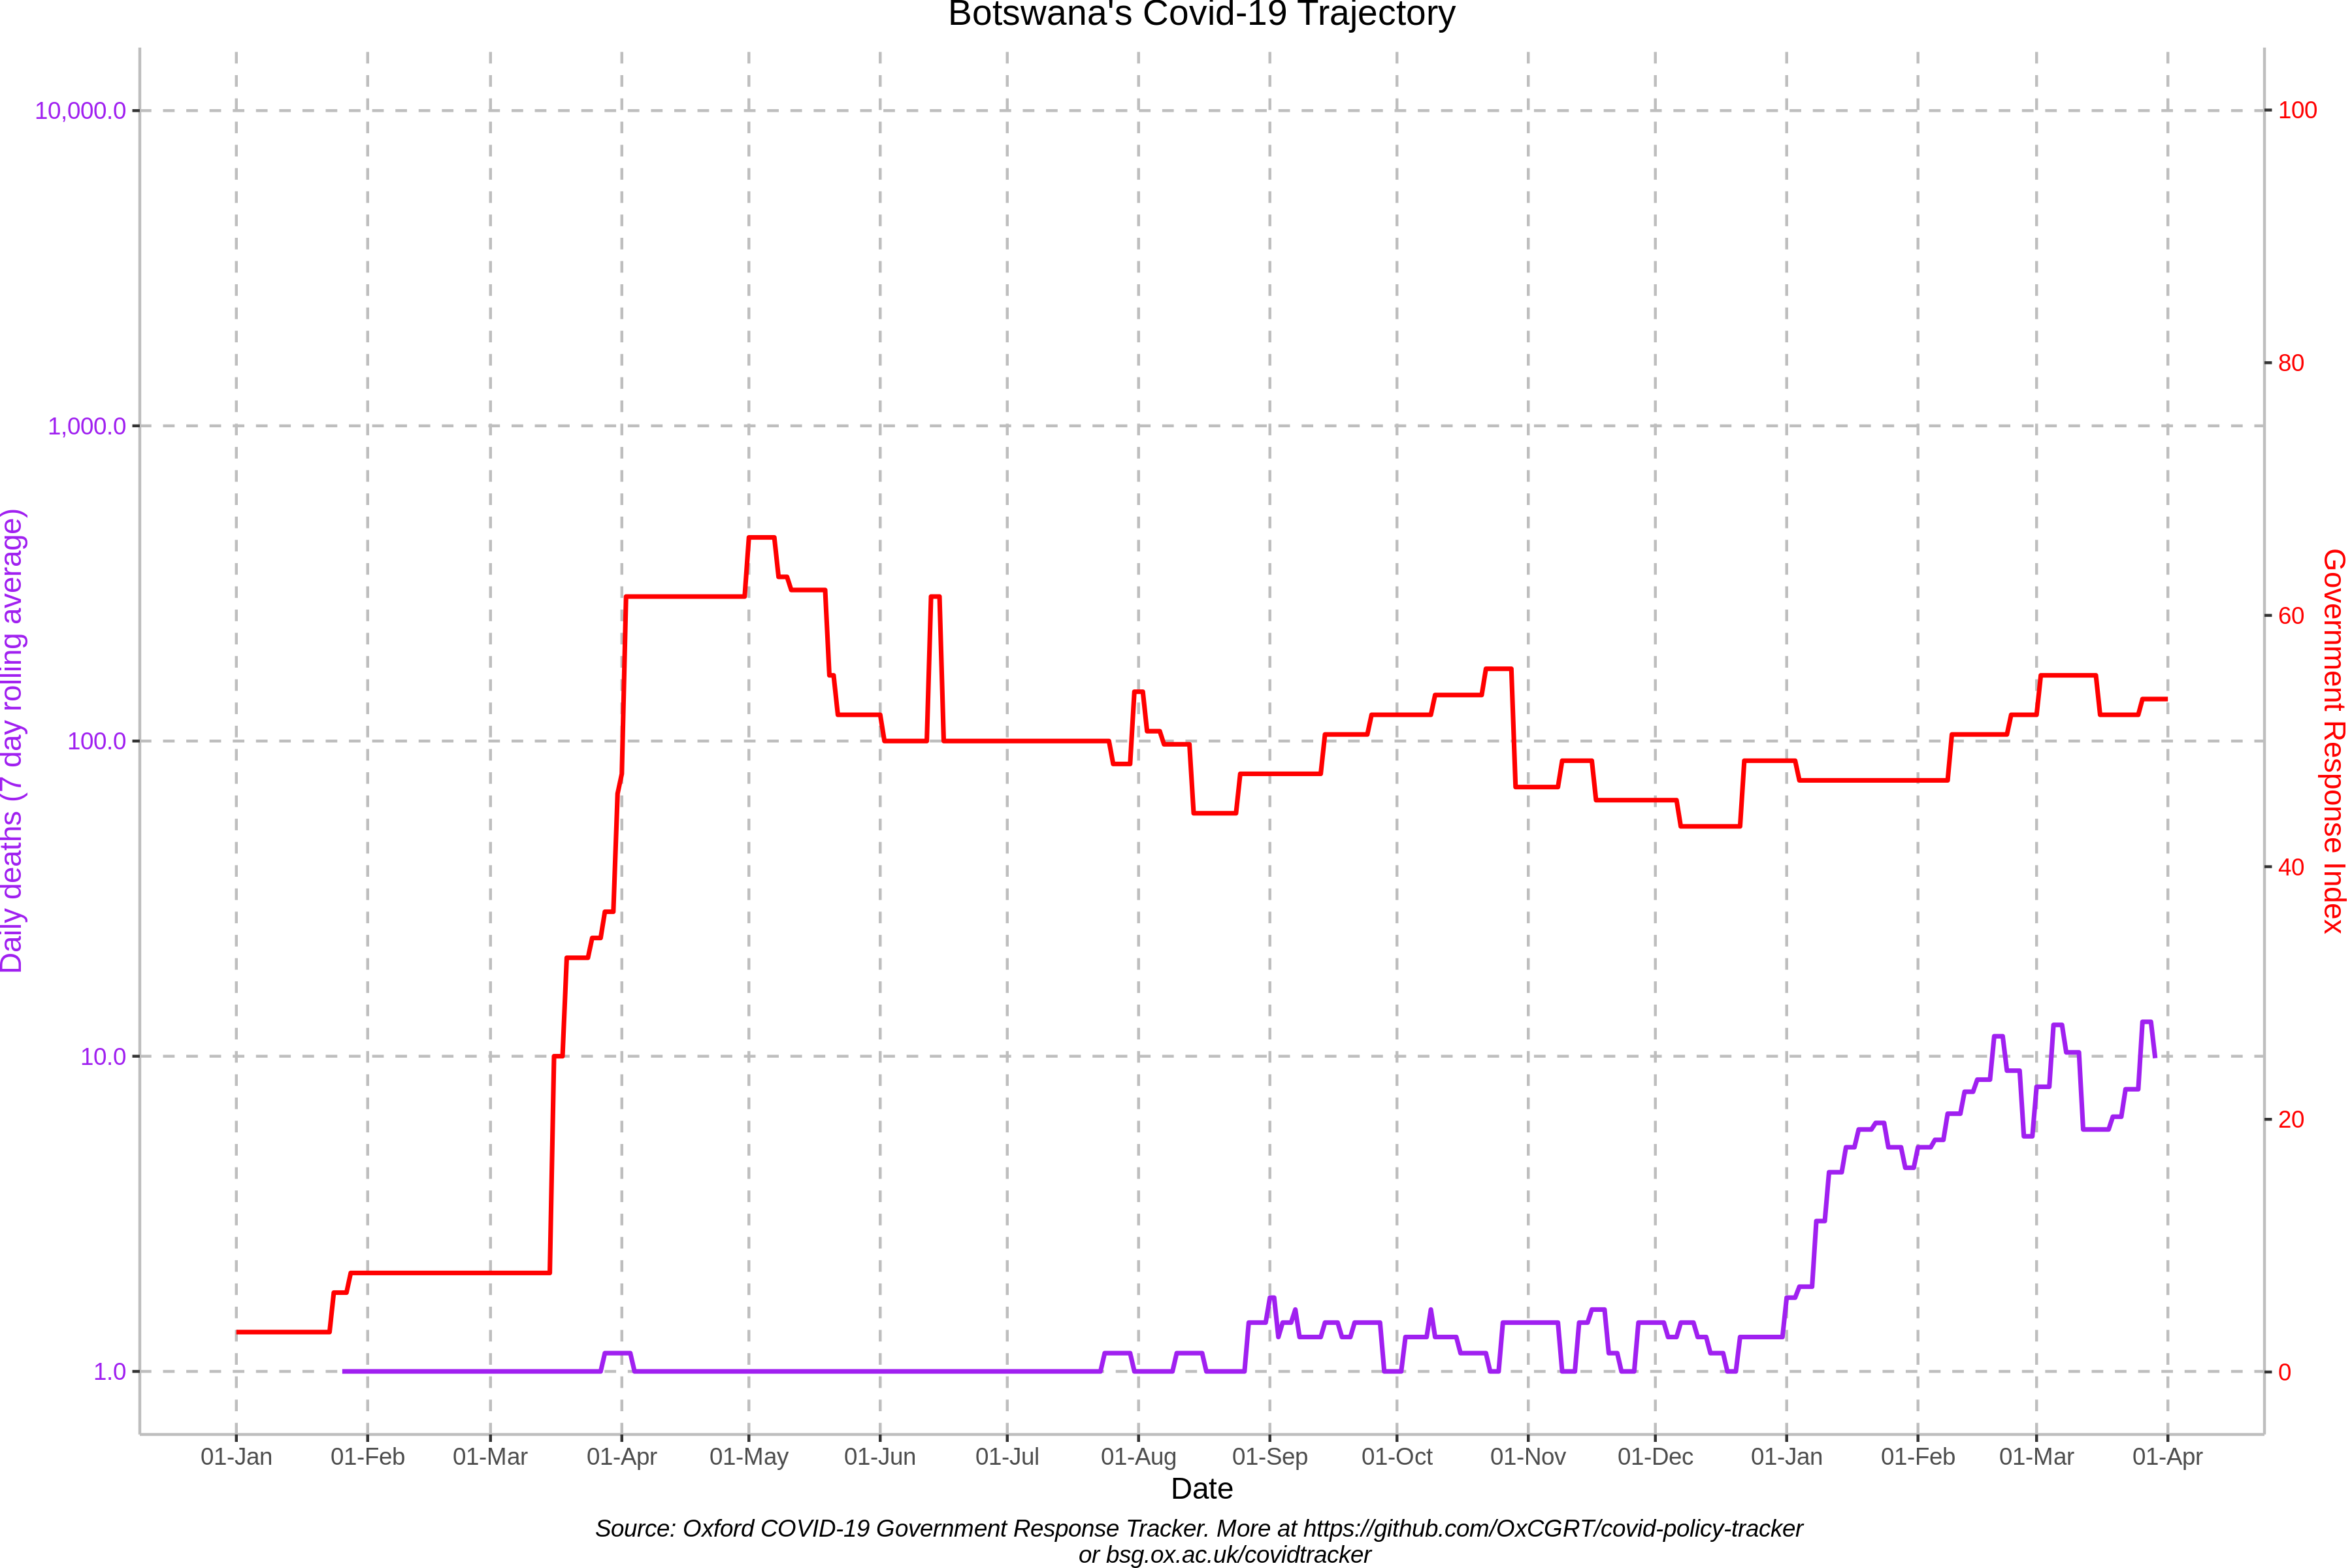 Botswana's Covid-19 Trajectory
10,000.0
1,000.0
100.0
10.0
1.0
Daily deaths (7 day rolling average)
100
80
60
40
20
0
Government Response Index
01-Jan 01-Feb 01-Mar 01-Apr 01-May 01-Jun 01-Jul 01-Aug 01-Sep 01-Oct 01-Nov 01-Dec 01-Jan 01-Feb 01-Mar 01-Apr
Date
Source: Oxford COVID-19 Government Response Tracker. More at https://github.com/OxCGRT/covid-policy-tracker
or bsg.ox.ac.uk/covidtracker